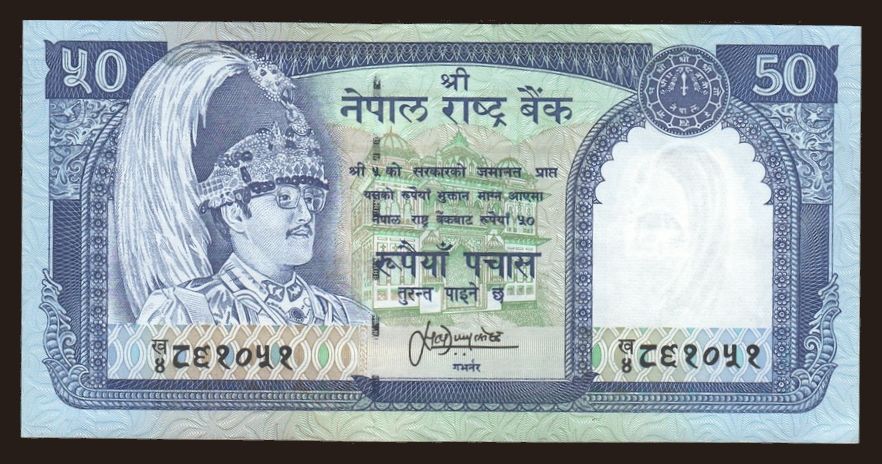 ५० 50
श्री
नेपाल राष्ट्र बैंक
श्री ५ को सरकारको जमानत प्राप्त
यसको रुपैयाँ भुक्तान माग्न आएमा
नेपाल राष्ट्र बैंकबाट रुपैयाँ ५०
रुपैयाँ पचास
तुरन्त पाइने छ
गभर्नर
ख
४ ८६१०५१
ख
४ ८६१०५१